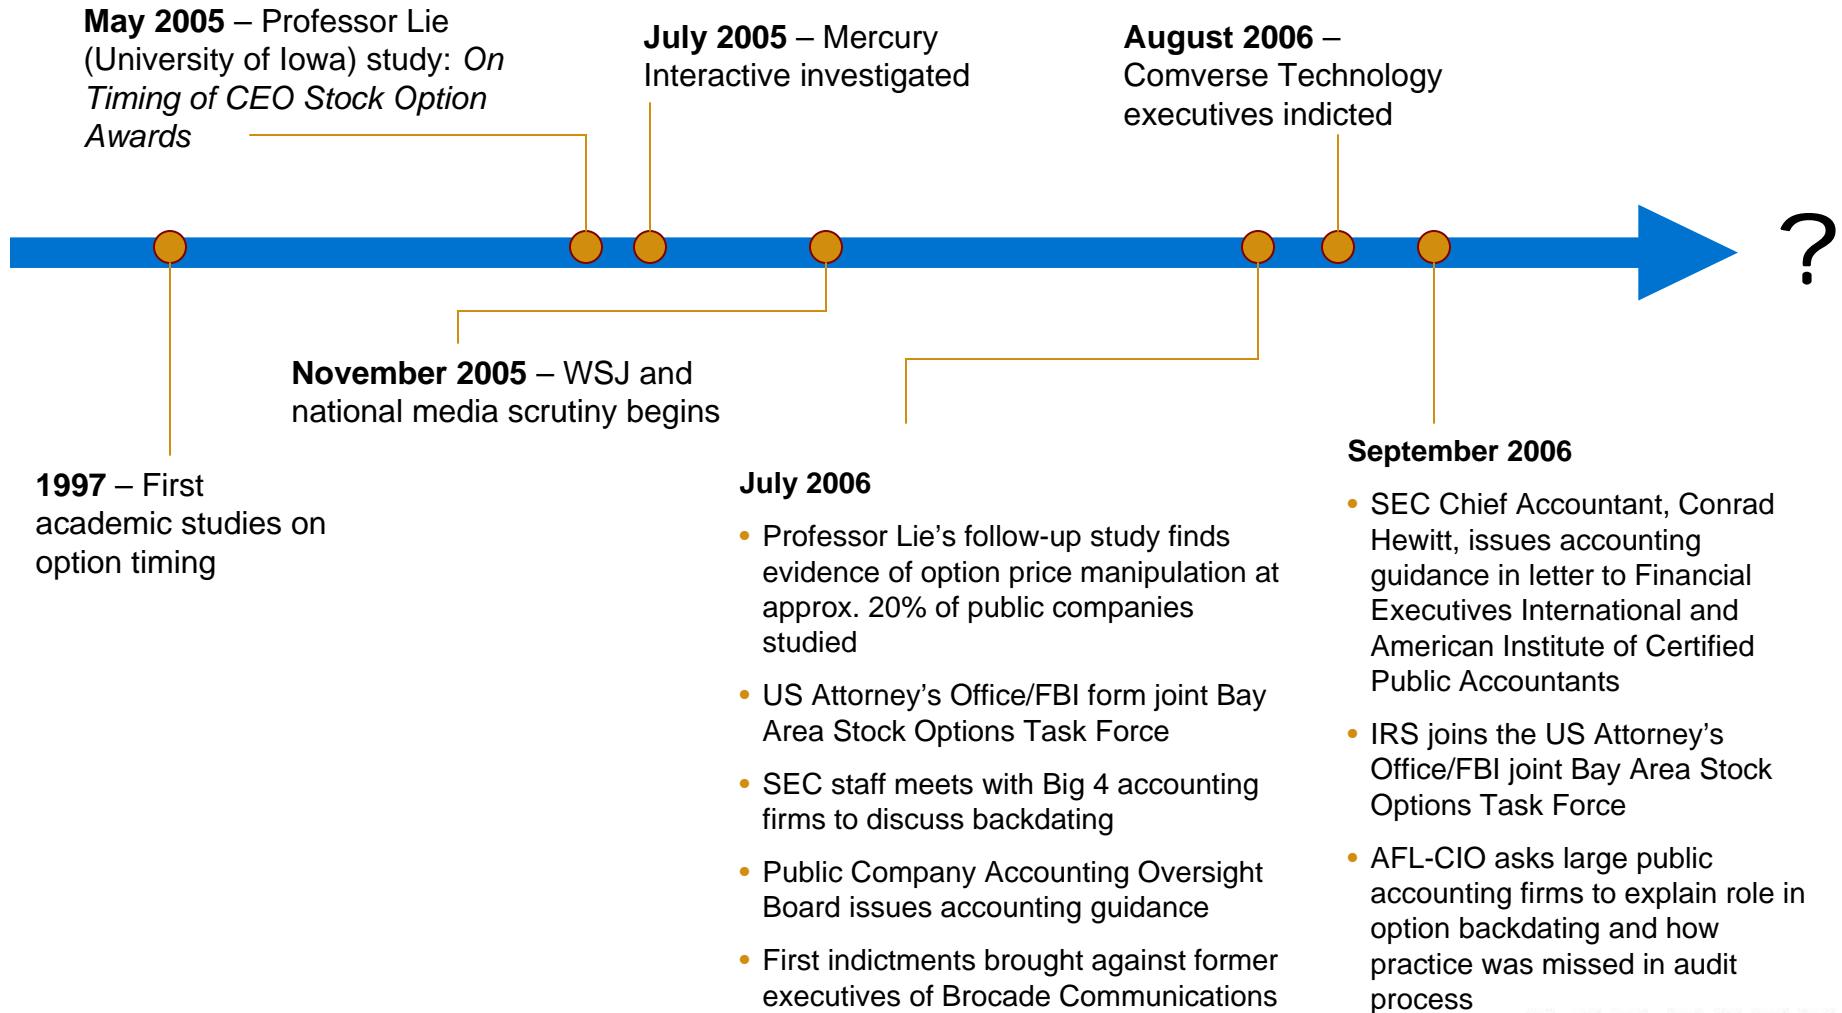 May 2005 – Professor Lie
(University of Iowa) study: On
Timing of CEO Stock Option
Awards
July 2005 – Mercury
Interactive investigated
August 2006 –
Comverse Technology
executives indicted
?
November 2005 – WSJ and
national media scrutiny begins
1997 – First
academic studies on
option timing
July 2006
• Professor Lie’s follow-up study finds
evidence of option price manipulation at
approx. 20% of public companies
studied
• US Attorney’s Office/FBI form joint Bay
Area Stock Options Task Force
• SEC staff meets with Big 4 accounting
firms to discuss backdating
• Public Company Accounting Oversight
Board issues accounting guidance
• First indictments brought against former
executives of Brocade Communications
September 2006
• SEC Chief Accountant, Conrad
Hewitt, issues accounting
guidance in letter to Financial
Executives International and
American Institute of Certified
Public Accountants
• IRS joins the US Attorney’s
Office/FBI joint Bay Area Stock
Options Task Force
• AFL-CIO asks large public
accounting firms to explain role in
option backdating and how
practice was missed in audit
process